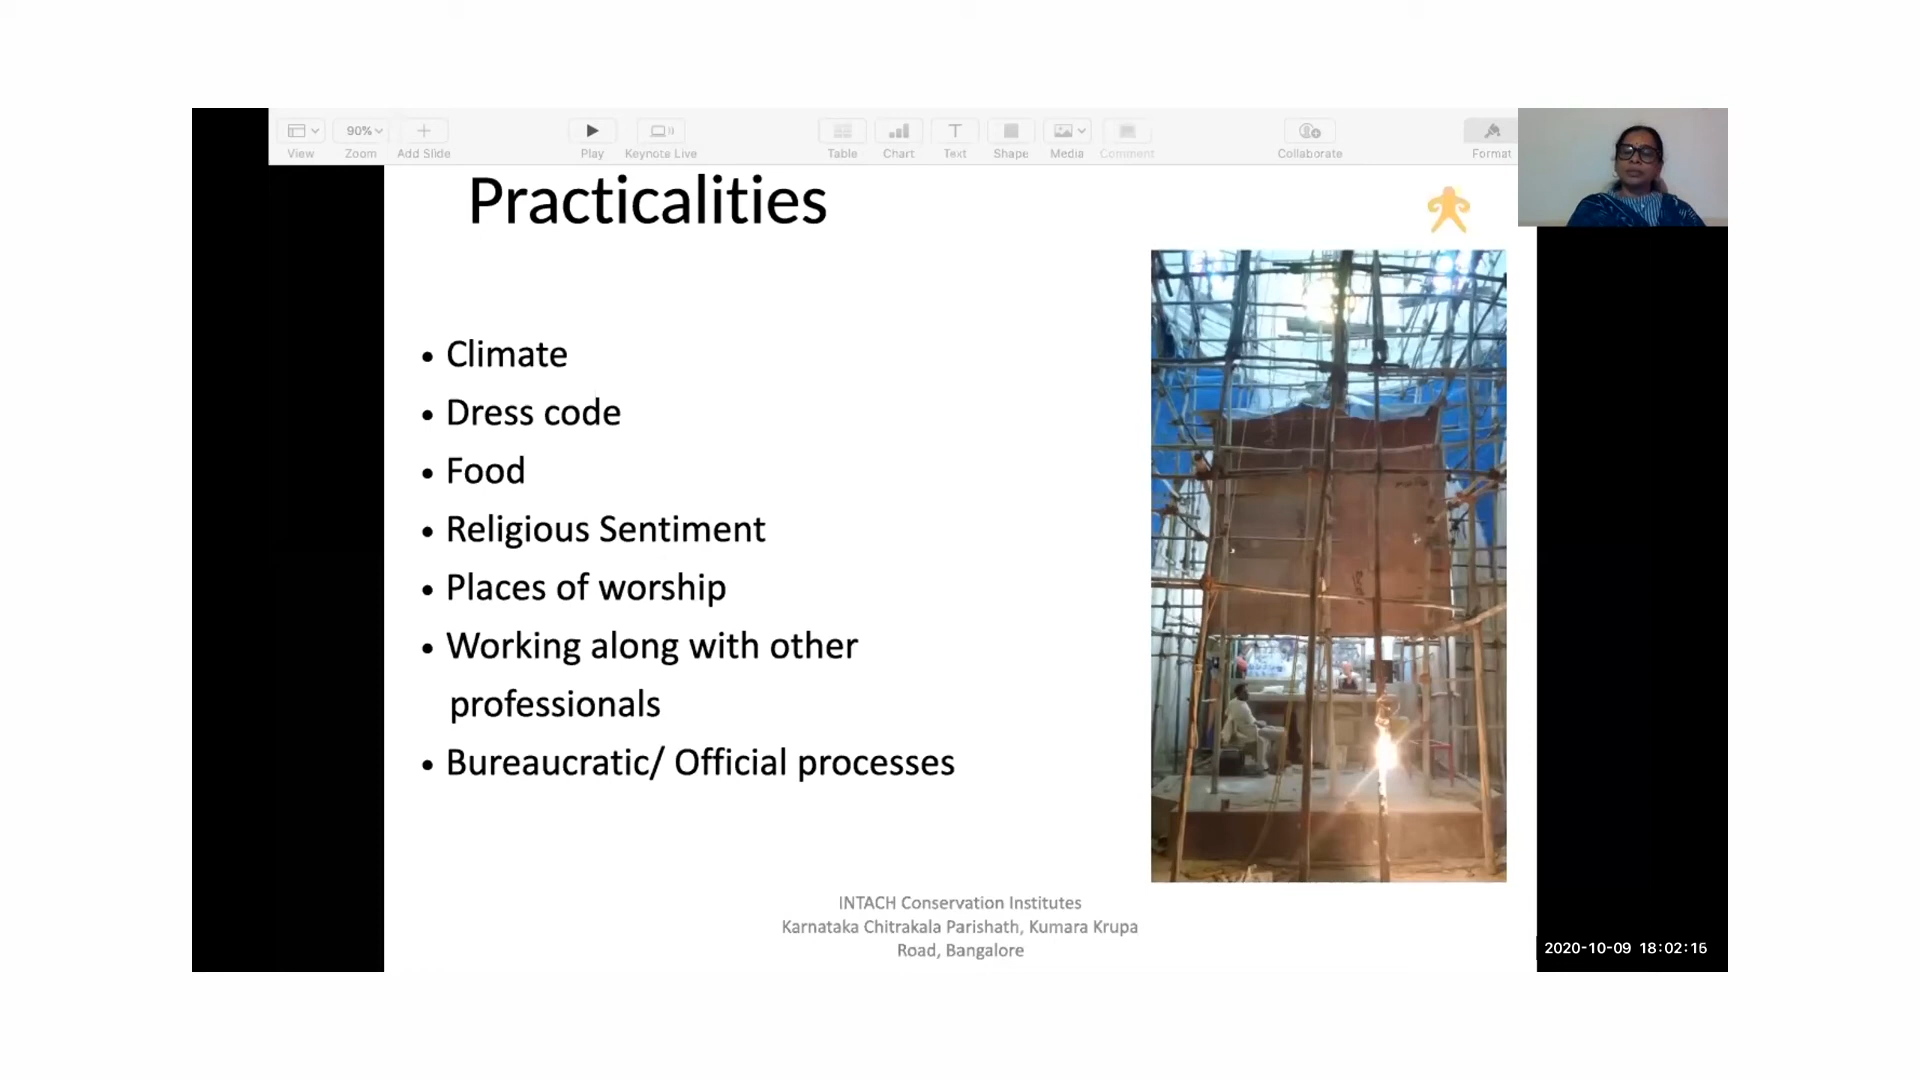 90%
View
Zoom
Add Slide
Play
Keynote Live
Table
Chart
Text
Shape
Media
Comment
Collaborate
Format
Practicalities
• Climate
• Dress code
• Food
• Religious Sentiment
• Places of worship
• Working along with other
professionals
• Bureaucratic/ Official processes
INTACH Conservation Institutes
Karnataka Chitrakala Parishath, Kumara Krupa
Road, Bangalore
2020-10-09 18:02:15